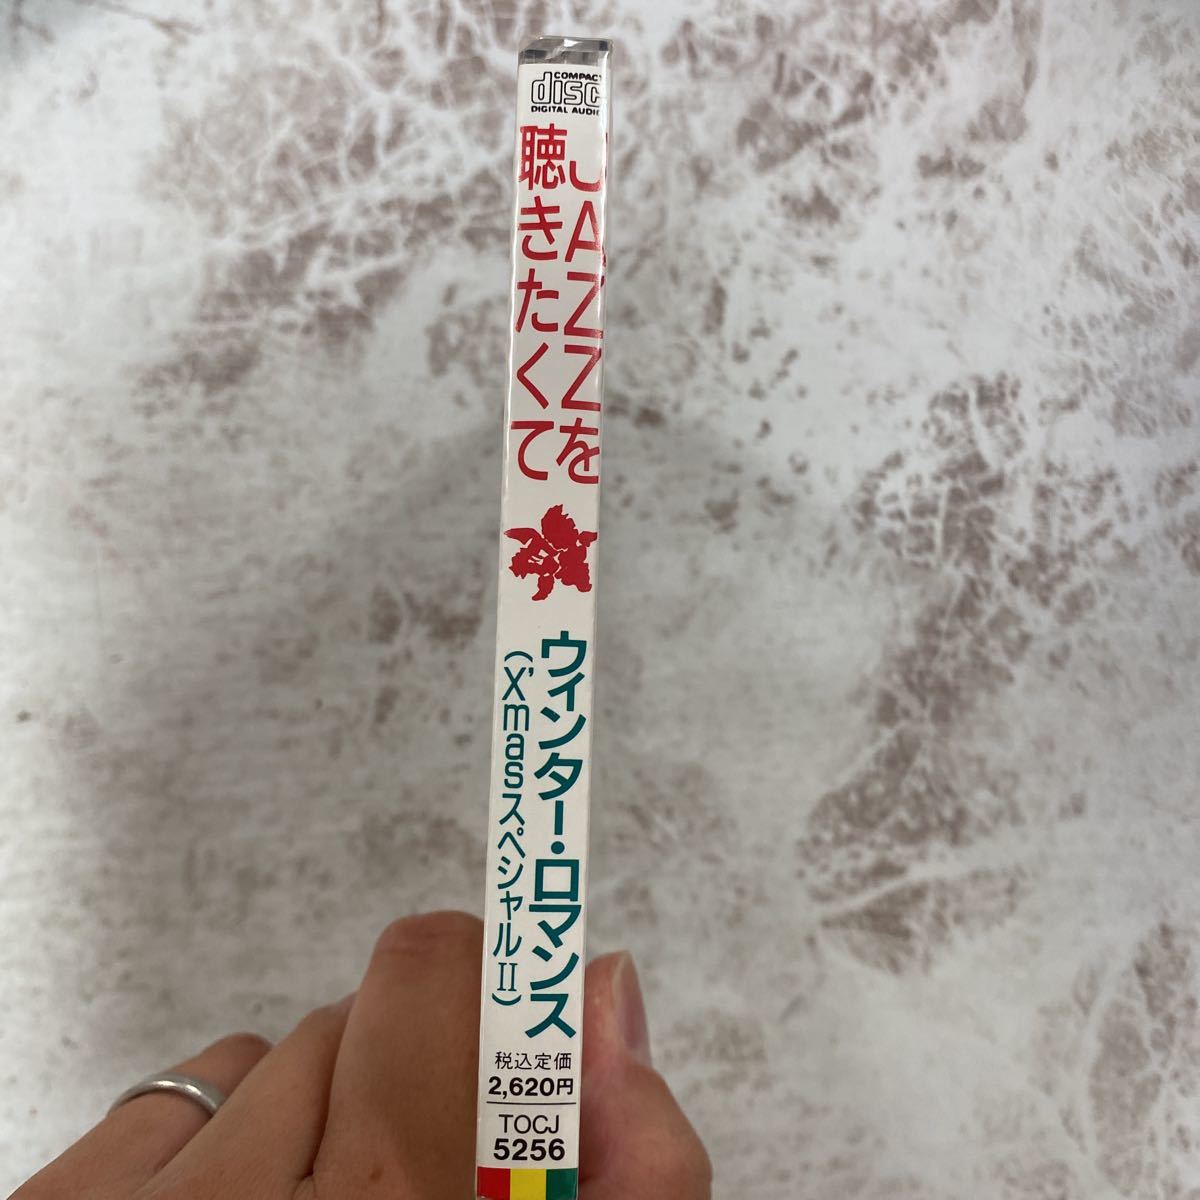 COMPACT
disc
DIGITAL AUDIO
JAZZを
聴きたくて
ウィンター・ロマンス
(X'masスペシャルII)
税込定価
2,620円
TOCJ
5256